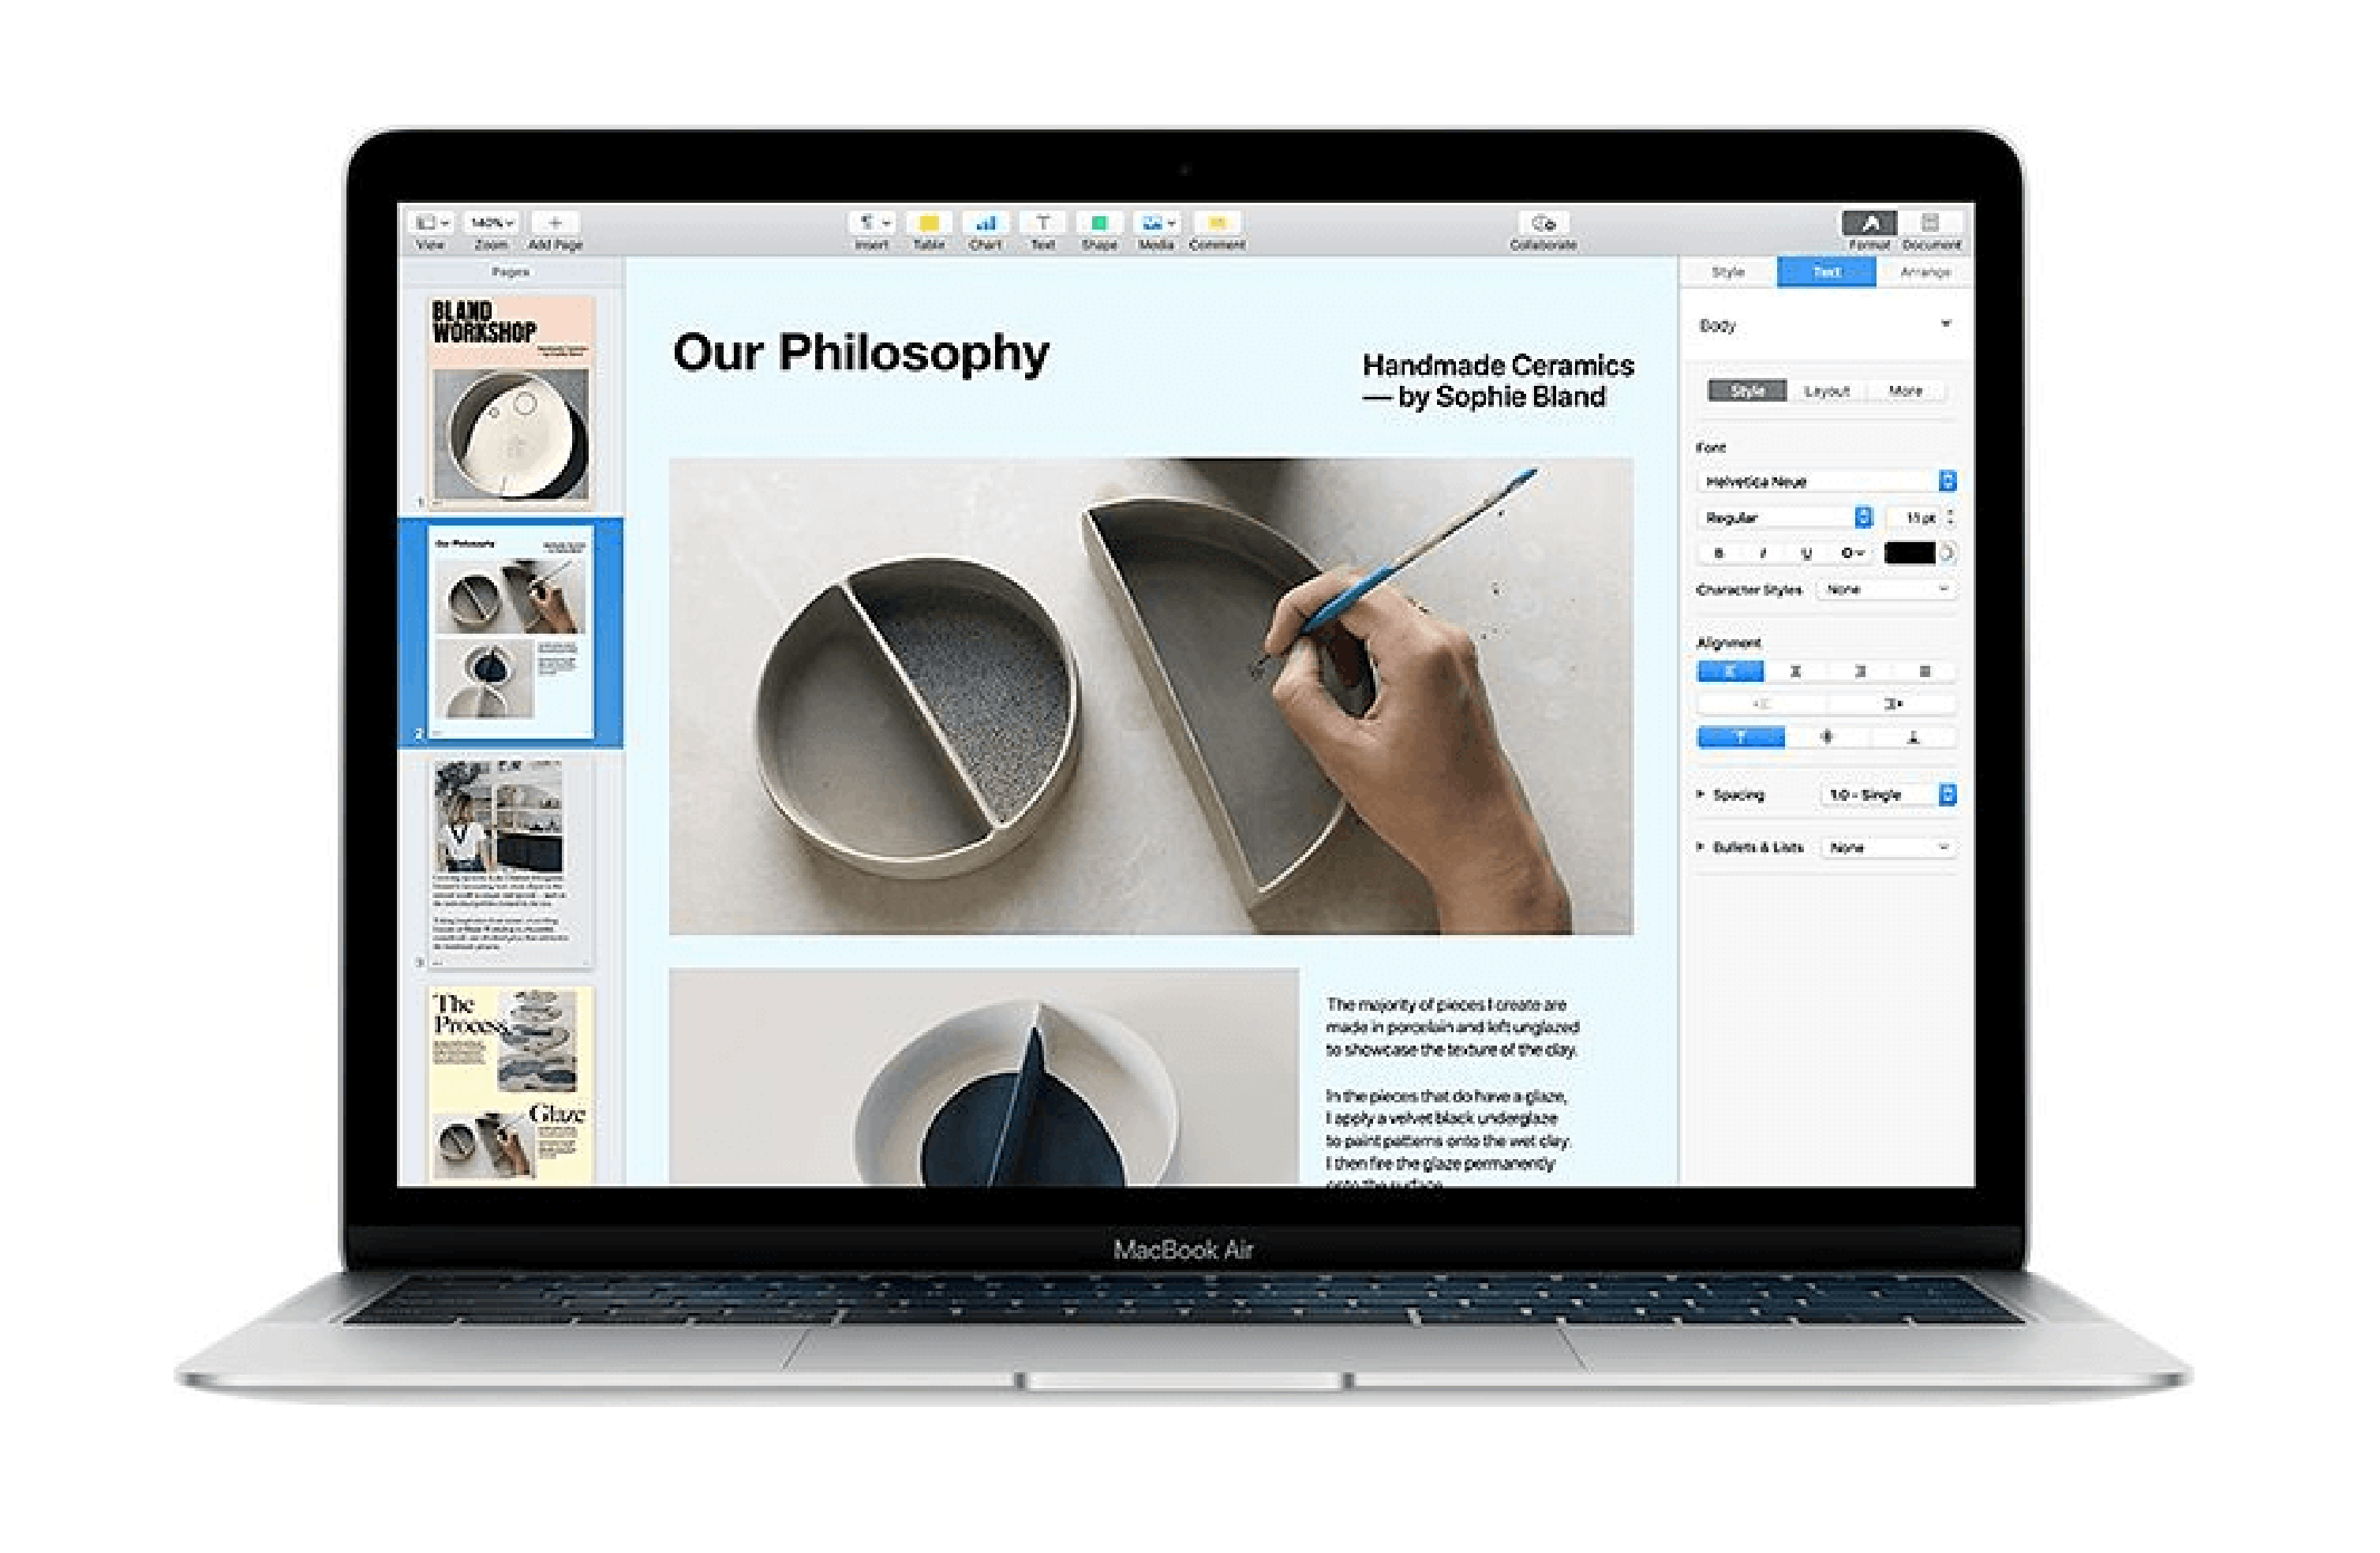 140%
View Zoom Add Page
Insert Table Chart Text Shape Media Comment
Collaborate
Format Document
Pages
BLAND
WORKSHOP
1
Our Philosophy
2
3
The
Process
Glaze
Our Philosophy
Handmade Ceramics
— by Sophie Bland
The majority of pieces I create are
made in porcelain and left unglazed
to showcase the texture of the clay.
In the pieces that do have a glaze,
I apply a velvet black underglaze
to paint patterns onto the wet clay.
I then fire the glaze permanently
onto the surface.
Style Text Arrange
Body
Style Layout More
Font
Helvetica Neue
Regular 11 pt
B I U
Character Styles None
Alignment
Spacing 1.0 - Single
Bullets & Lists None
MacBook Air